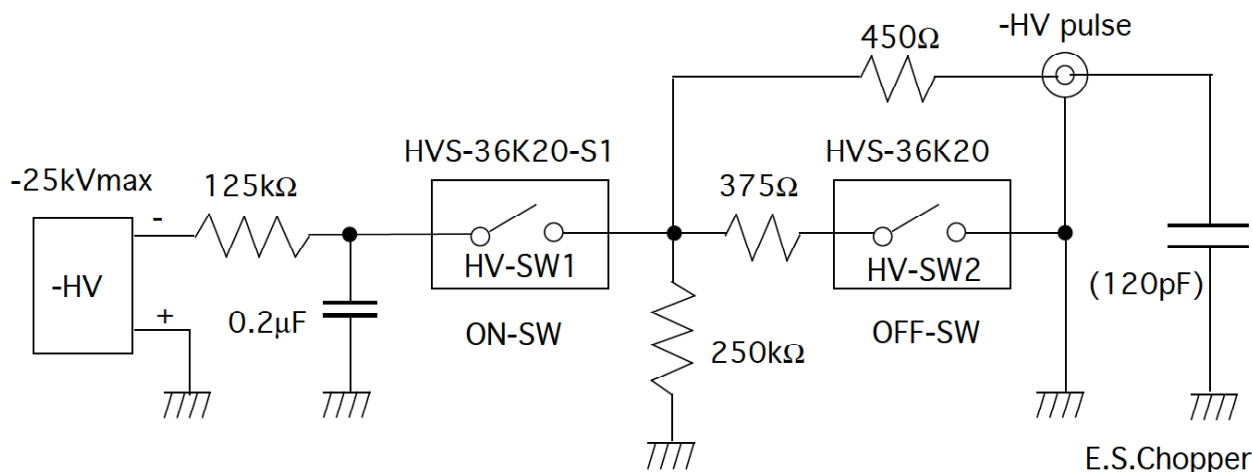 -HV pulse
450Ω
HVS-36K20-S1
HVS-36K20
-25kVmax
125kΩ
375Ω
-
-HV
+
HV-SW1
HV-SW2
(120pF)
0.2μF
ON-SW
250kΩ
OFF-SW
E.S.Chopper